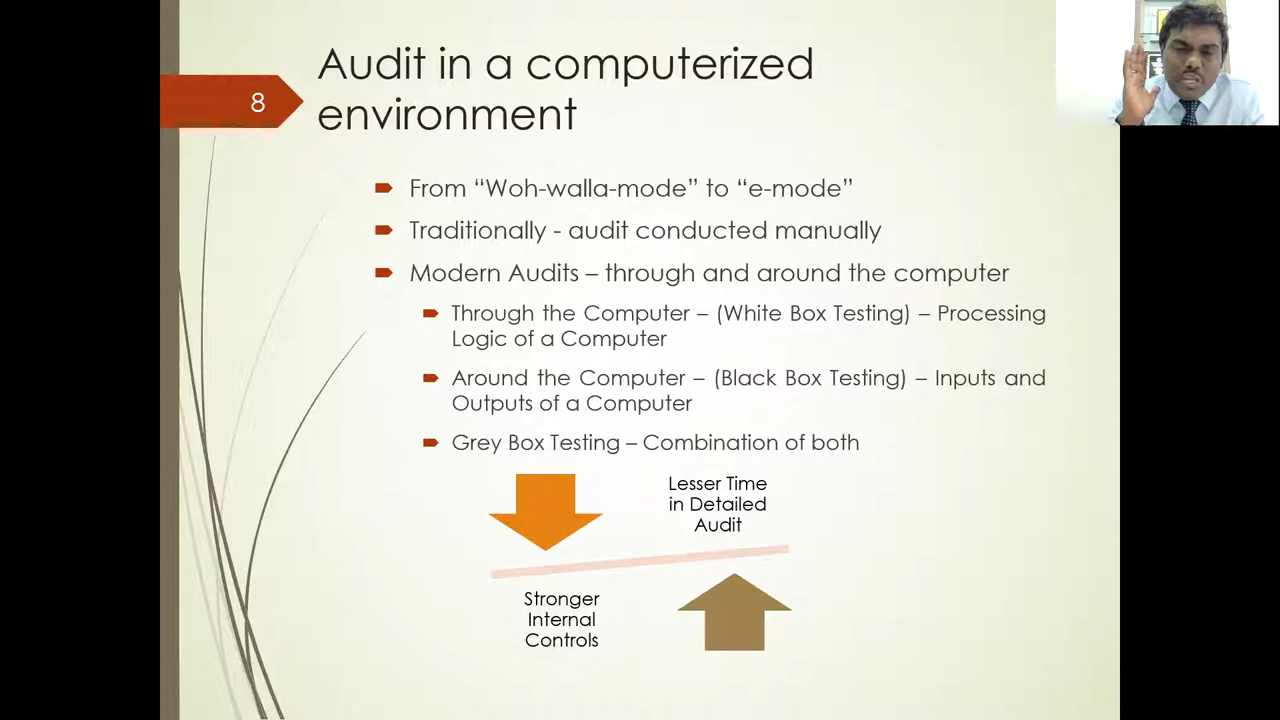 Audit in a computerized
environment
8
From “Woh-walla-mode” to “e-mode”
Traditionally - audit conducted manually
Modern Audits – through and around the computer
Through the Computer – (White Box Testing) – Processing
Logic of a Computer
Around the Computer – (Black Box Testing) – Inputs and
Outputs of a Computer
Grey Box Testing – Combination of both
Lesser Time
in Detailed
Audit
Stronger
Internal
Controls